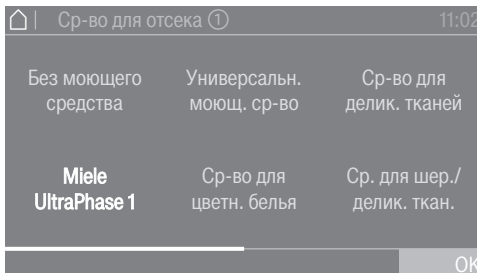 Ср-во для отсека ① 11:02
Без моющего средства
Универсальн. моющ. ср-во
Ср-во для делик. тканей
Miele UltraPhase 1
Ср-во для цветн. белья
Ср. для шер./ делик. ткан.
OK